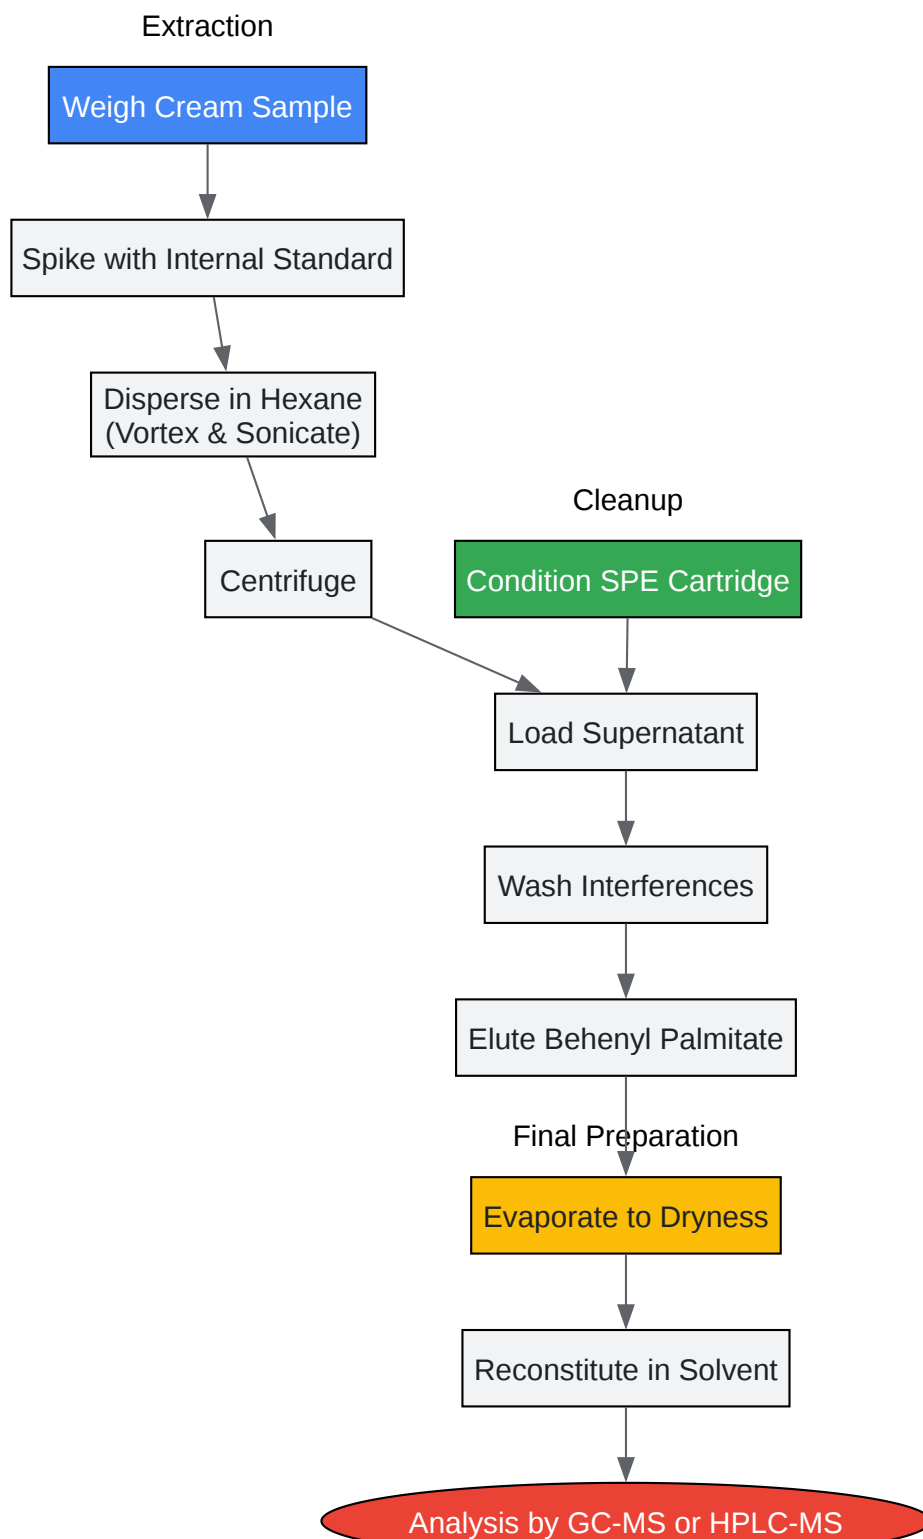 Extraction
Weigh Cream Sample
Spike with Internal Standard
Disperse in Hexane
(Vortex & Sonicate)
Centrifuge
Cleanup
Condition SPE Cartridge
Load Supernatant
Wash Interferences
Elute Behenyl Palmitate
Final Preparation
Evaporate to Dryness
Reconstitute in Solvent
Analysis by GC-MS or HPLC-MS